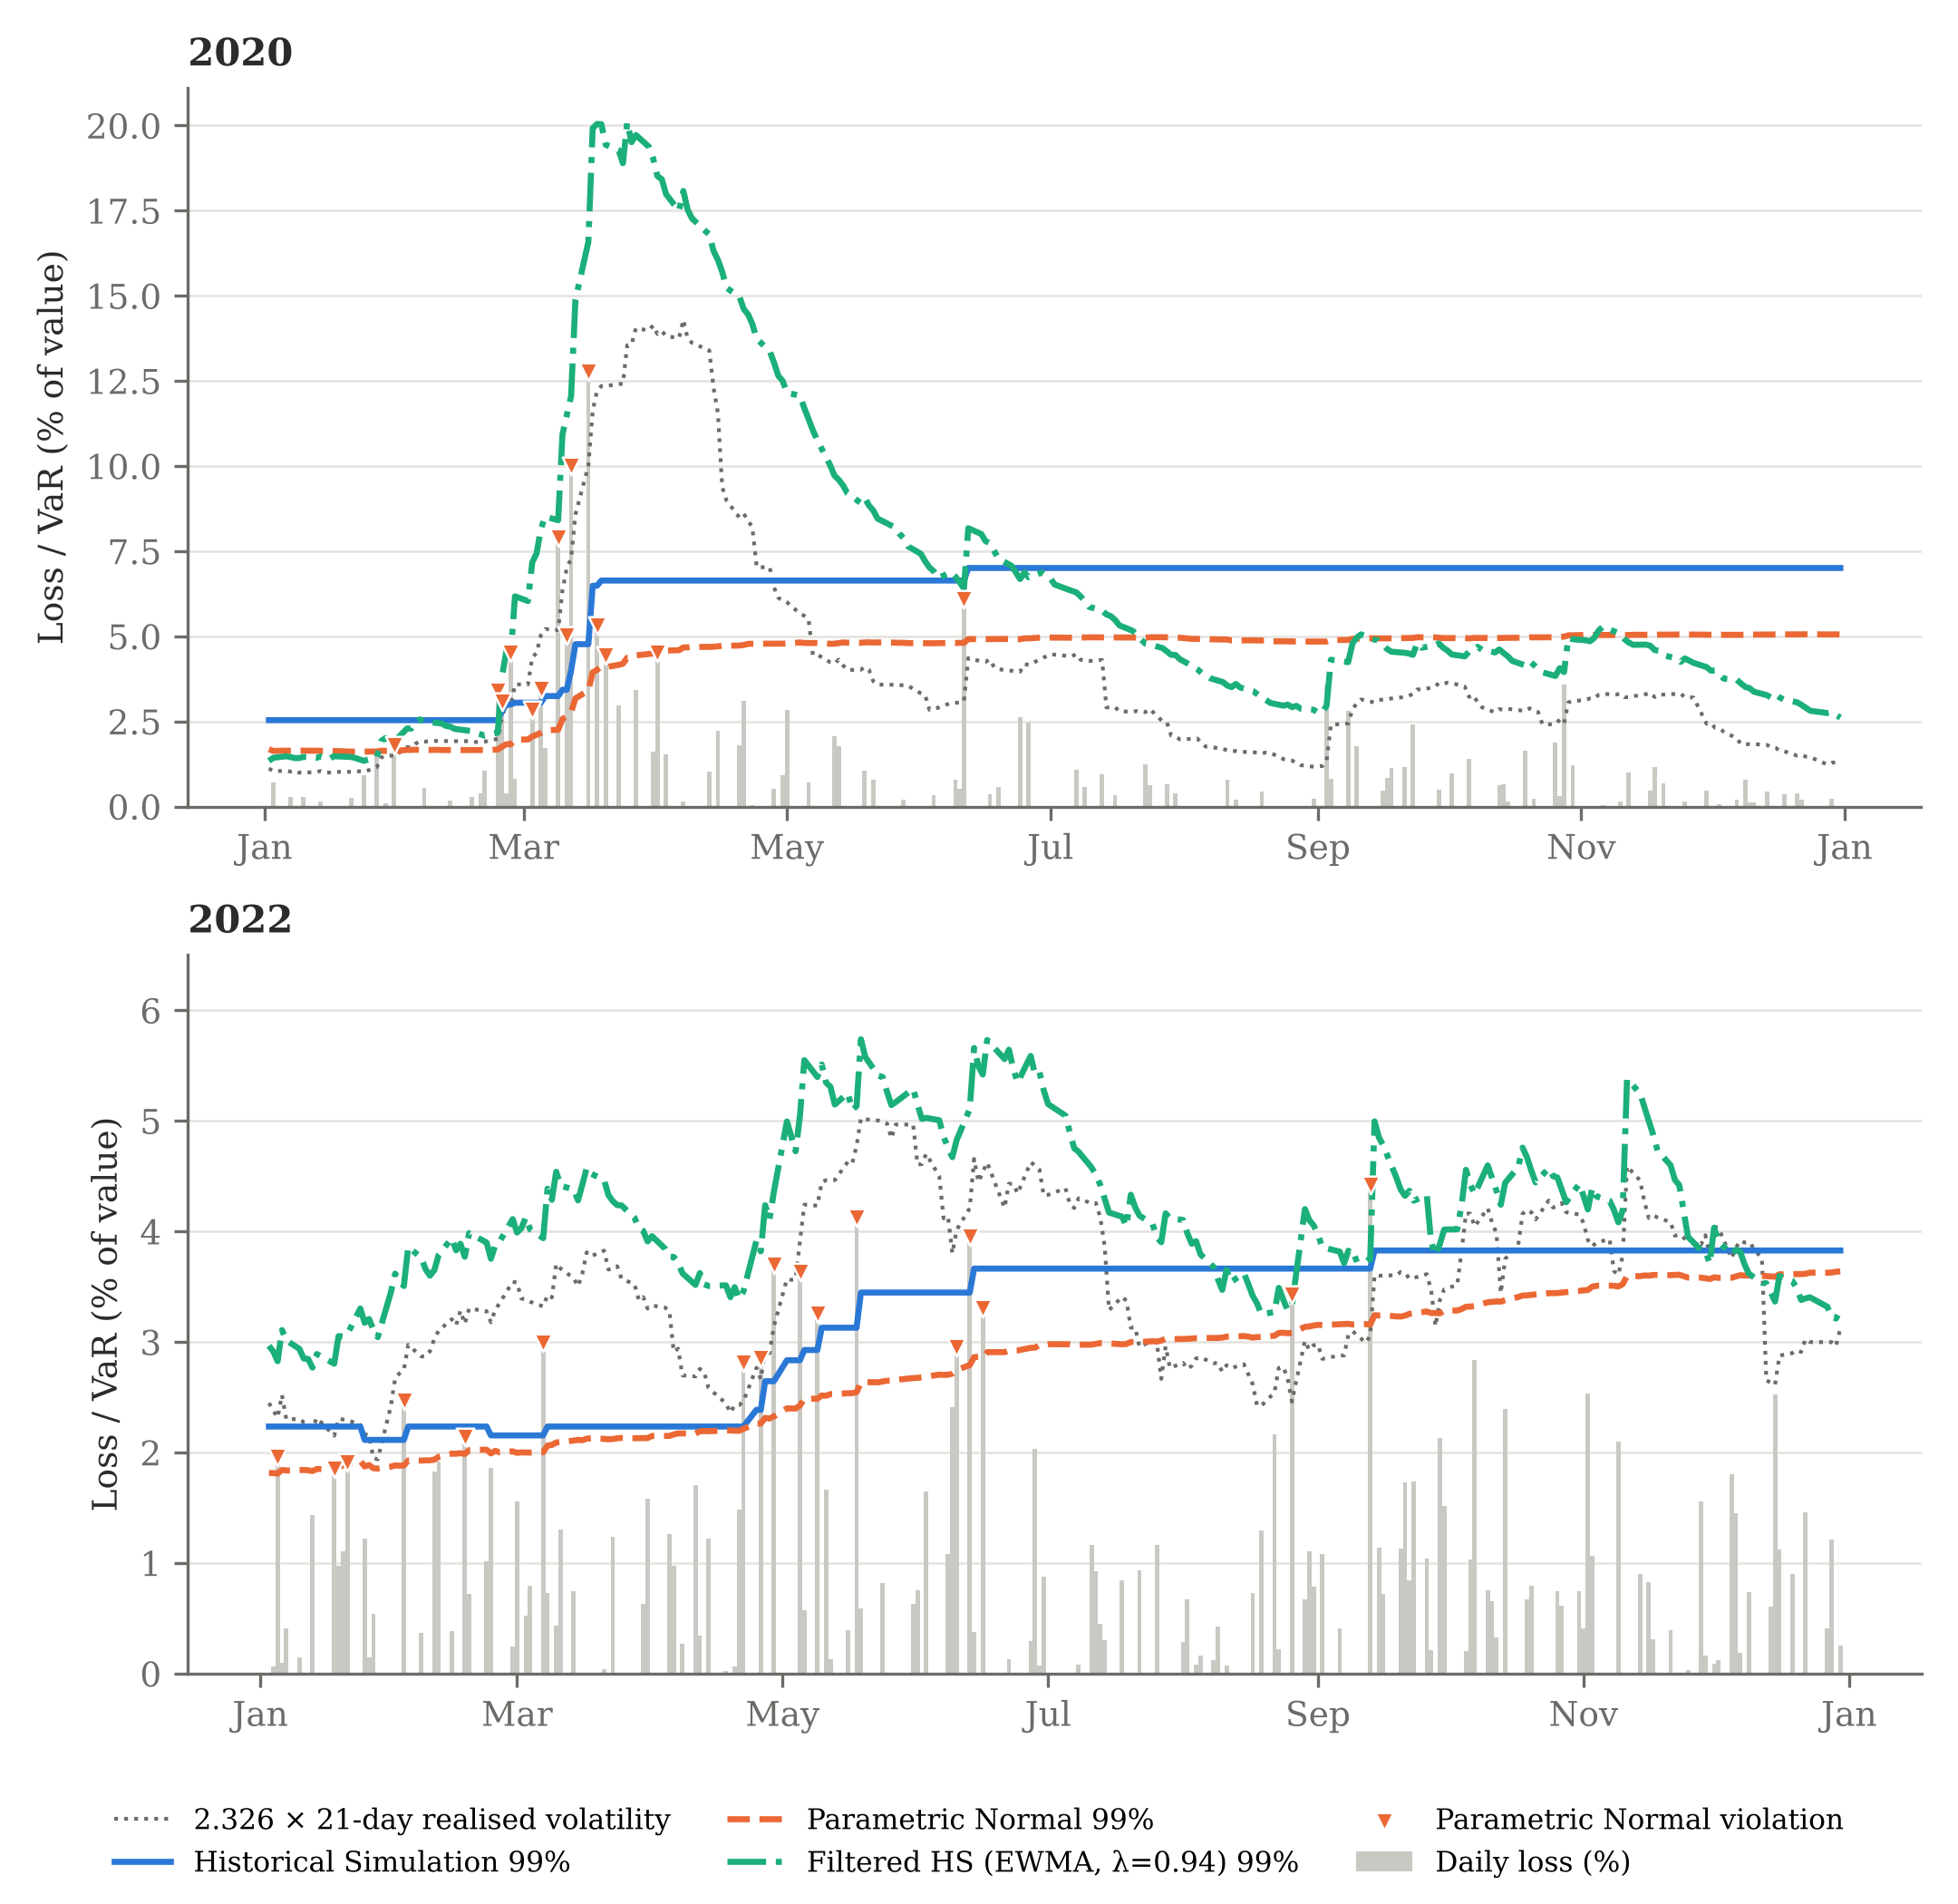 2020
Loss / VaR (% of value)
20.0
17.5
15.0
12.5
10.0
7.5
5.0
2.5
0.0
Jan Mar May Jul Sep Nov Jan
2022
Loss / VaR (% of value)
6
5
4
3
2
1
0
Jan Mar May Jul Sep Nov Jan
2.326 × 21-day realised volatility
Historical Simulation 99%
Parametric Normal 99%
Filtered HS (EWMA, λ=0.94) 99%
Parametric Normal violation
Daily loss (%)